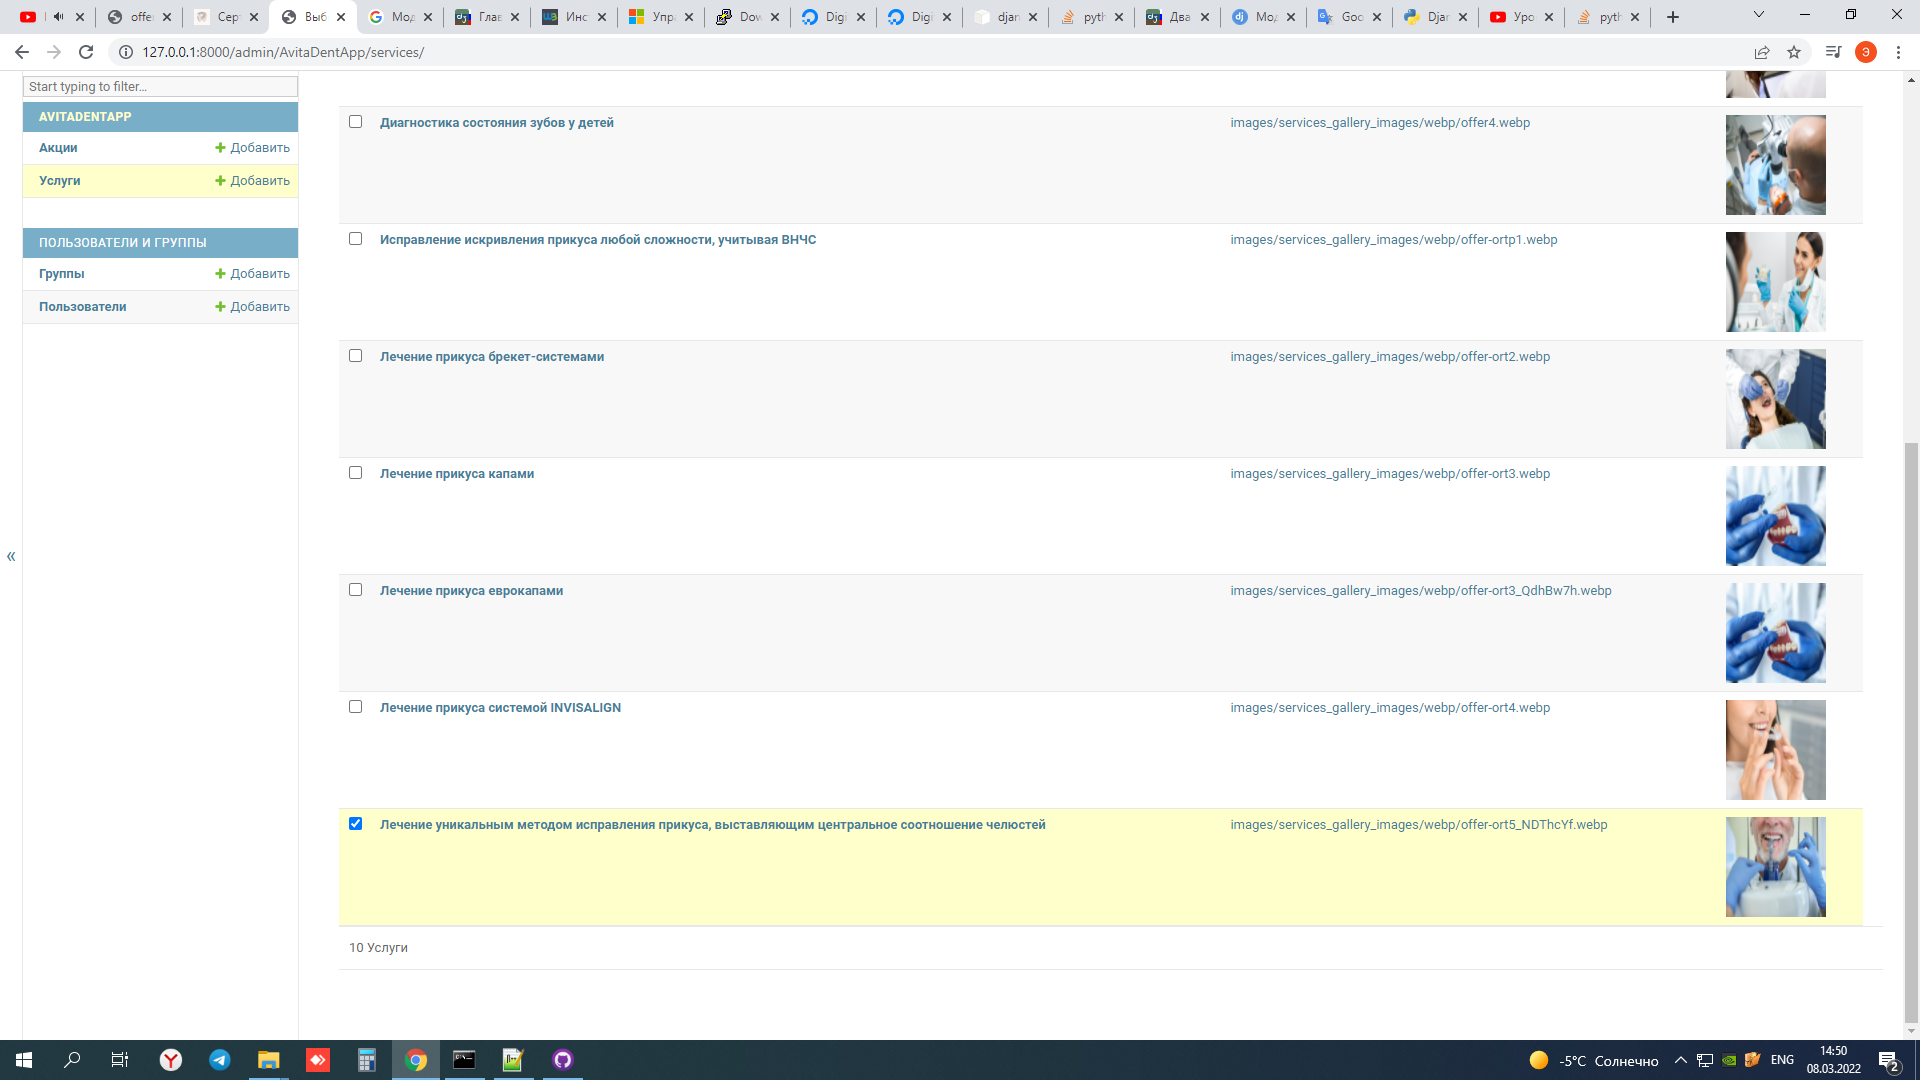 offer
Серт
Выб
Мод
Глав
Инс
Упра
Dow
Digi
Digi
djan
pyth
Два
Мод
Goo
Djan
Уро
pyth
127.0.0.1:8000/admin/AvitaDentApp/services/
Э
Start typing to filter...
AVITADENTAPP
Акции
Добавить
Услуги
Добавить
ПОЛЬЗОВАТЕЛИ И ГРУППЫ
Группы
Добавить
Пользователи
Добавить
«
Диагностика состояния зубов у детей
images/services_gallery_images/webp/offer4.webp
Исправление искривления прикуса любой сложности, учитывая ВНЧС
images/services_gallery_images/webp/offer-ortp1.webp
Лечение прикуса брекет-системами
images/services_gallery_images/webp/offer-ort2.webp
Лечение прикуса капами
images/services_gallery_images/webp/offer-ort3.webp
Лечение прикуса еврокапами
images/services_gallery_images/webp/offer-ort3_QdhBw7h.webp
Лечение прикуса системой INVISALIGN
images/services_gallery_images/webp/offer-ort4.webp
Лечение уникальным методом исправления прикуса, выставляющим центральное соотношение челюстей
images/services_gallery_images/webp/offer-ort5_NDThcYf.webp
10 Услуги
-5°C Солнечно
ENG
14:50
08.03.2022
2